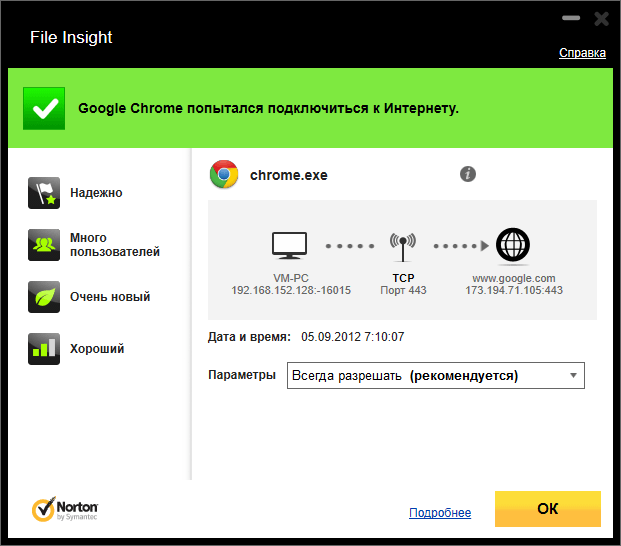 File Insight
Справка
Google Chrome попытался подключиться к Интернету.
Надежно
Много
пользователей
Очень новый
Хороший
chrome.exe
VM-PC
192.168.152.128:-16015
TCP
Порт 443
www.google.com
173.194.71.105:443
Дата и время: 05.09.2012 7:10:07
Параметры Всегда разрешать (рекомендуется)
Norton
by Symantec
Подробнее
ОК